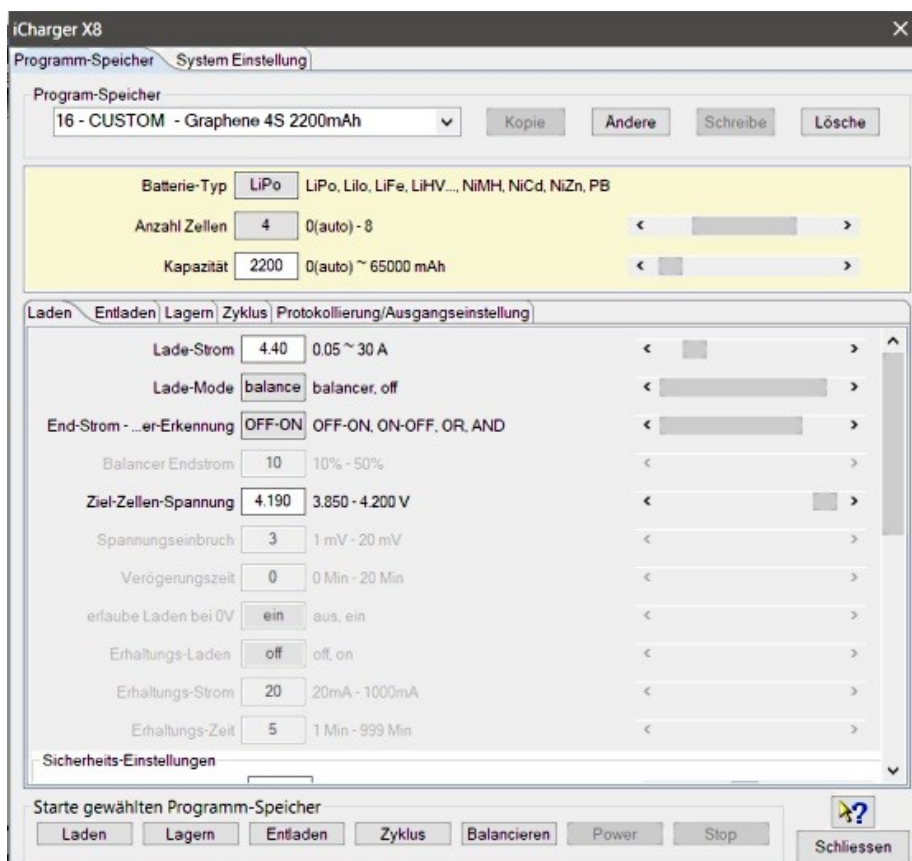 iCharger X8
Programm-Speicher System Einstellung
Program-Speicher
16 - CUSTOM - Graphene 4S 2200mAh Kopie Ändere Schreibe Lösche
Batterie-Typ LiPo LiPo, LiIo, LiFe, LiHV..., NiMH, NiCd, NiZn, PB
Anzahl Zellen 4 0(auto) - 8
Kapazität 2200 0(auto) ~ 65000 mAh
Laden Entladen Lagern Zyklus Protokollierung/Ausgangseinstellung
Lade-Strom 4.40 0.05 ~ 30 A
Lade-Mode balance balancer, off
End-Strom - ...er-Erkennung OFF-ON OFF-ON, ON-OFF, OR, AND
Balancer Endstrom 10 10% - 50%
Ziel-Zellen-Spannung 4.190 3.850 - 4.200 V
Spannungseinbruch 3 1 mV - 20 mV
Verögerungszeit 0 0 Min - 20 Min
erlaube Laden bei 0V ein aus, ein
Erhaltungs-Laden off off, on
Erhaltungs-Strom 20 20mA - 1000mA
Erhaltungs-Zeit 5 1 Min - 999 Min
Sicherheits-Einstellungen
Starte gewählten Programm-Speicher
Laden Lagern Entladen Zyklus Balancieren Power Stop
Schliessen